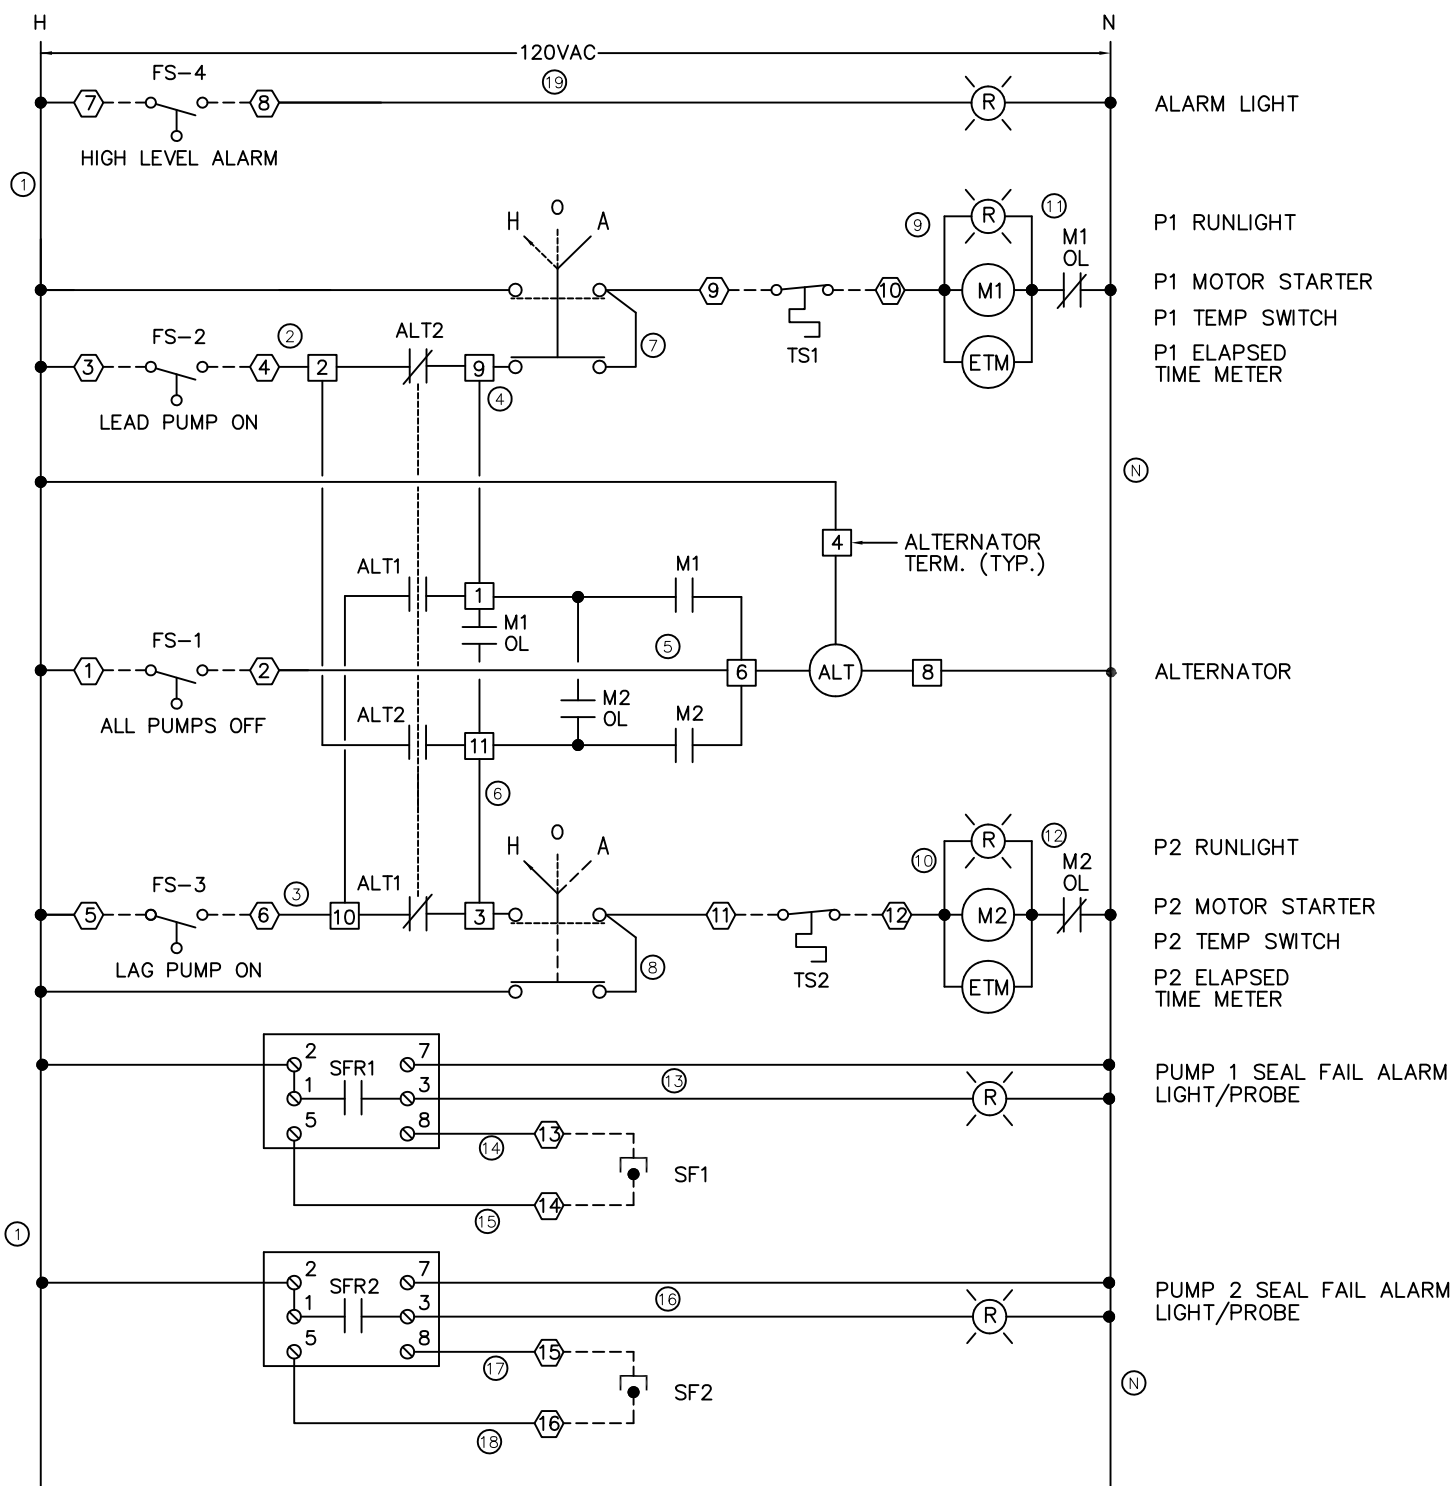 H N
120VAC
19
FS-4
7 8 R ALARM LIGHT
HIGH LEVEL ALARM
1
H O A 9 R 11 P1 RUNLIGHT
M1
OL
9 10 M1 P1 MOTOR STARTER
TS1
P1 TEMP SWITCH
FS-2 2 ALT2 7
3 4 2 9 ETM P1 ELAPSED
TIME METER
4
LEAD PUMP ON
N
4 ALTERNATOR
TERM. (TYP.)
ALT1 1 M1
M1
OL
FS-1 5
1 2 6 ALT 8 ALTERNATOR
ALL PUMPS OFF
M2
OL
ALT2 11 M2
6
H O A 10 R 12 P2 RUNLIGHT
M2
OL
FS-3 3 ALT1
5 6 10 3 11 12 M2 P2 MOTOR STARTER
TS2
P2 TEMP SWITCH
LAG PUMP ON
8 ETM P2 ELAPSED
TIME METER
2 SFR1 7 PUMP 1 SEAL FAIL ALARM
LIGHT/PROBE
13
1 3 R
5 8 14 13
SF1
15 14
1
2 SFR2 7 PUMP 2 SEAL FAIL ALARM
LIGHT/PROBE
16
1 3 R
5 8 17 15
SF2
N
18 16